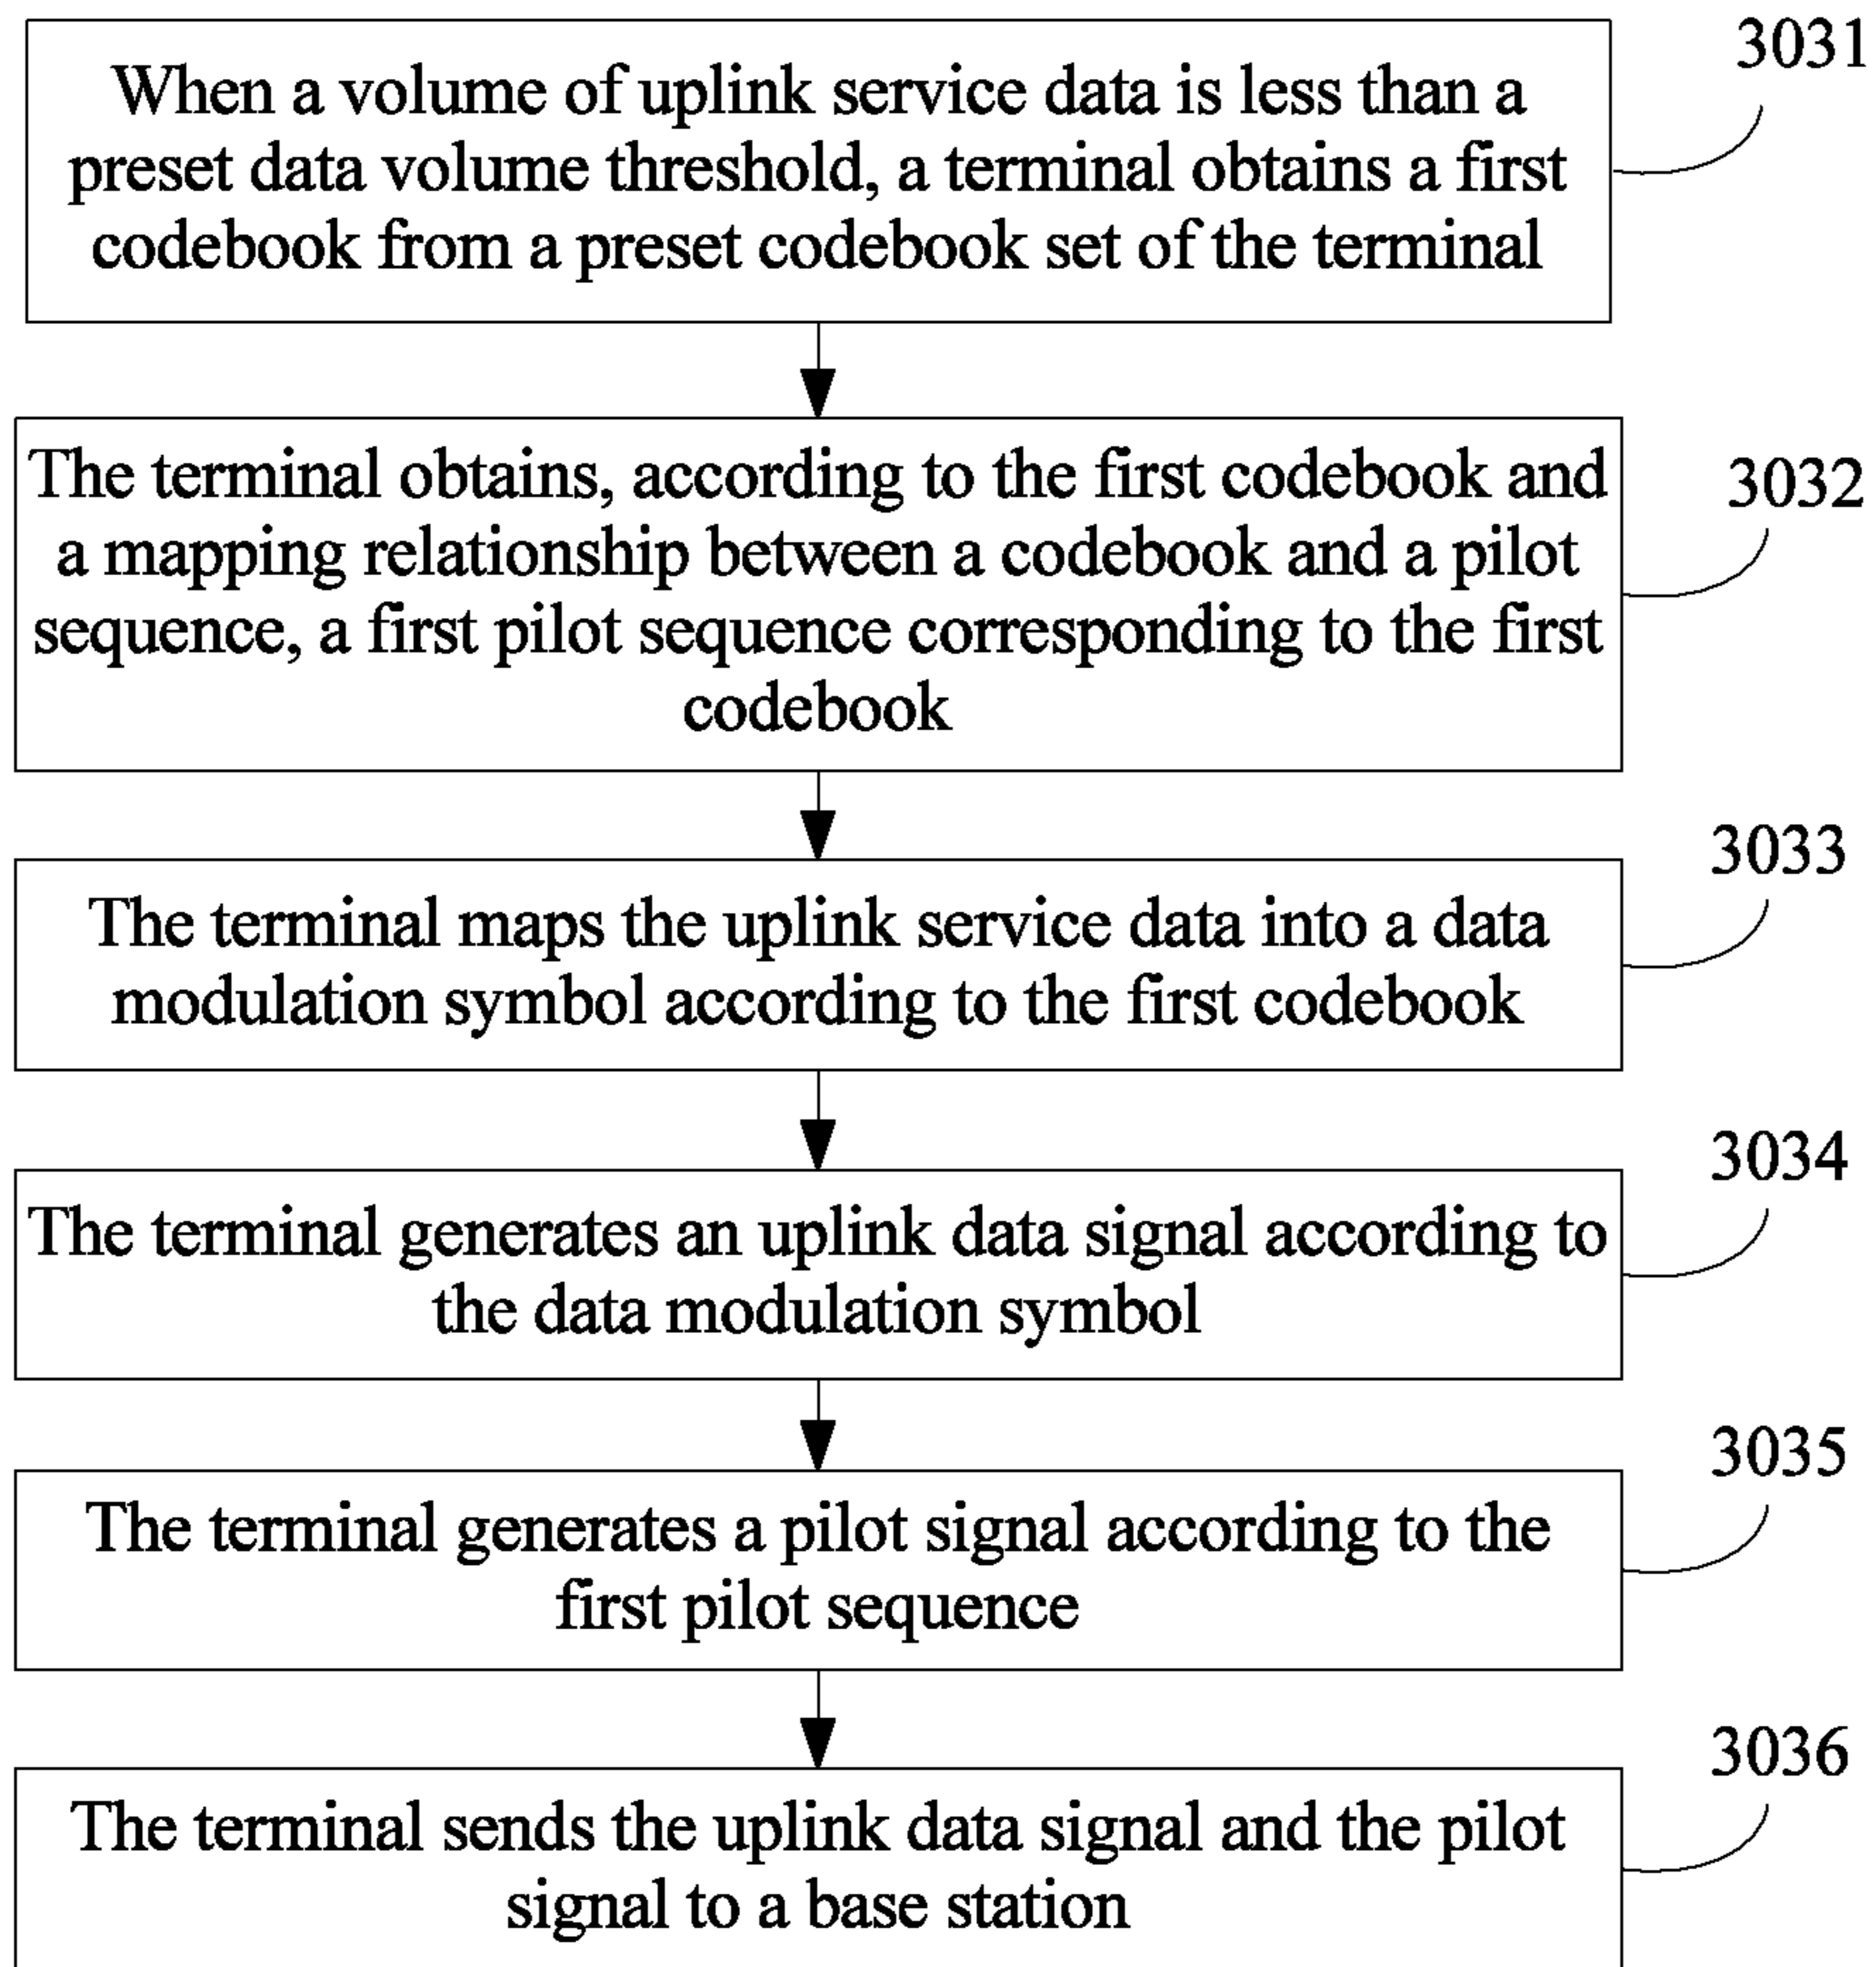 3031
When a volume of uplink service data is less than a
preset data volume threshold, a terminal obtains a first
codebook from a preset codebook set of the terminal
3032
The terminal obtains, according to the first codebook and
a mapping relationship between a codebook and a pilot
sequence, a first pilot sequence corresponding to the first
codebook
3033
The terminal maps the uplink service data into a data
modulation symbol according to the first codebook
3034
The terminal generates an uplink data signal according to
the data modulation symbol
3035
The terminal generates a pilot signal according to the
first pilot sequence
3036
The terminal sends the uplink data signal and the pilot
signal to a base station